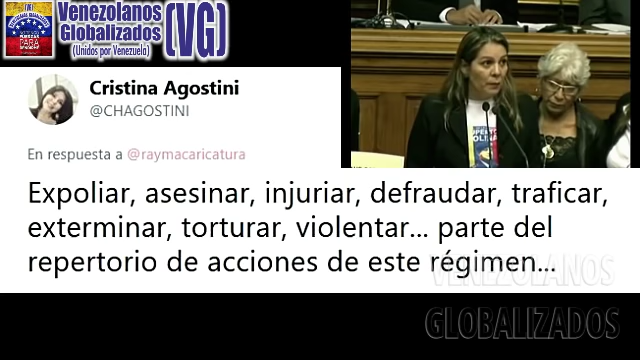 Venezolanos
Globalizados
(Unidos por Venezuela)
(VG)
Cristina Agostini
@CHAGOSTINI
En respuesta a @raymacaricatura
Expoliar, asesinar, injuriar, defraudar, traficar,
exterminar, torturar, violentar... parte del
repertorio de acciones de este régimen...
VENEZOLANOS
GLOBALIZADOS